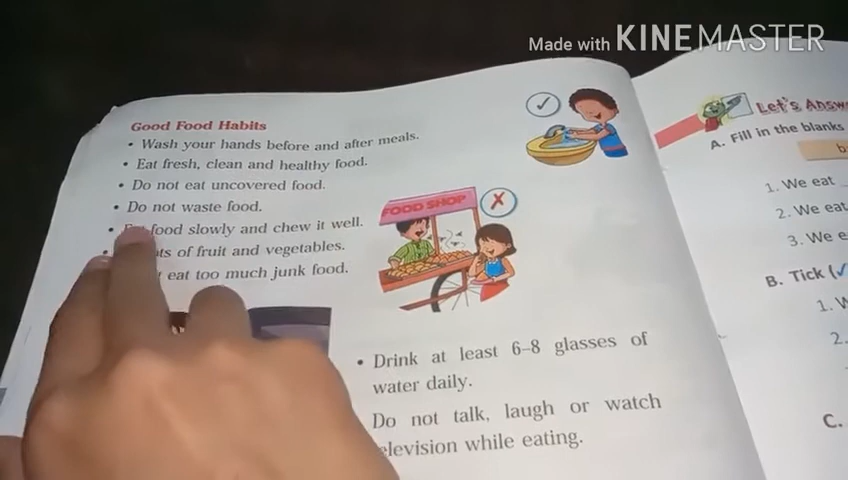 Made with KINEMASTER
Good Food Habits
• Wash your hands before and after meals.
• Eat fresh, clean and healthy food.
• Do not eat uncovered food.
• Do not waste food.
• food slowly and chew it well.
of fruit and vegetables.
eat too much junk food.
FOOD SHOP
• Drink at least 6–8 glasses of
water daily.
Do not talk, laugh or watch
while eating.
Let's
A. Fill in the blanks
b
1. We eat
2. We eat
3. We
B. Tick (✓
1.
2.
C.